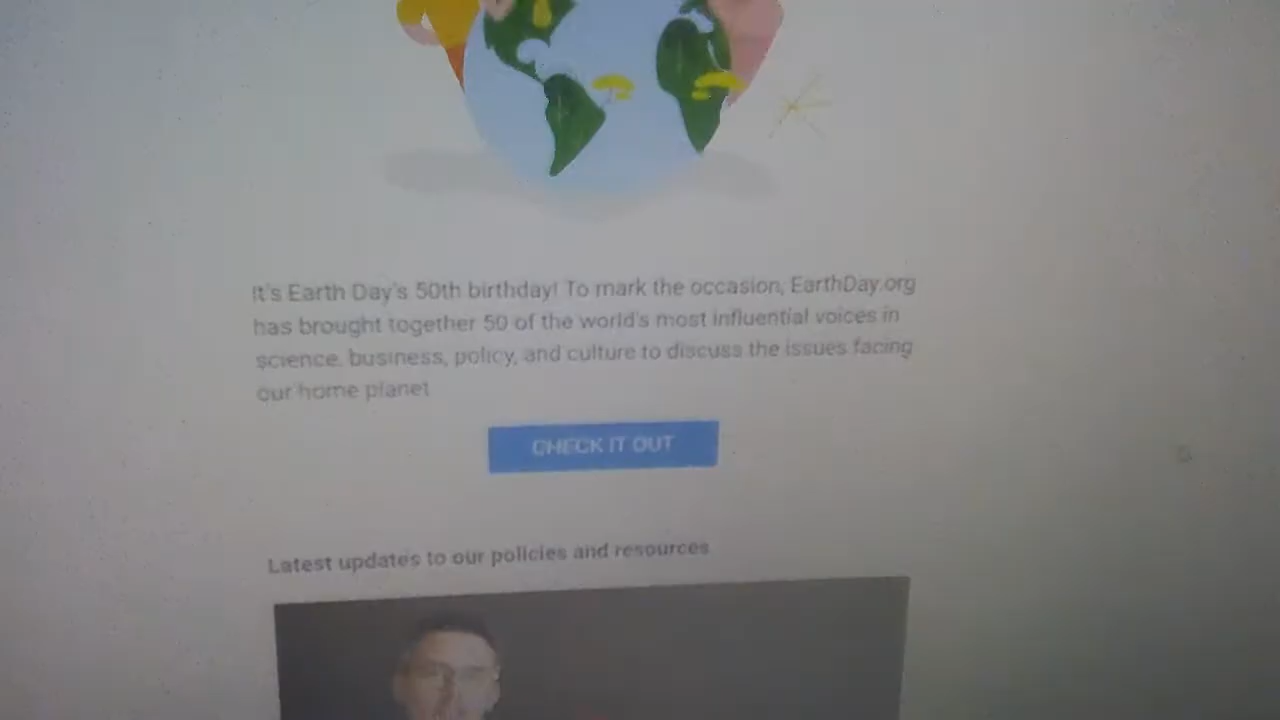 It's Earth Day's 50th birthday! To mark the occasion, EarthDay.org
has brought together 50 of the world's most influential voices in
science, business, policy, and culture to discuss the issues facing
our home planet
CHECK IT OUT
Latest updates to our policies and resources